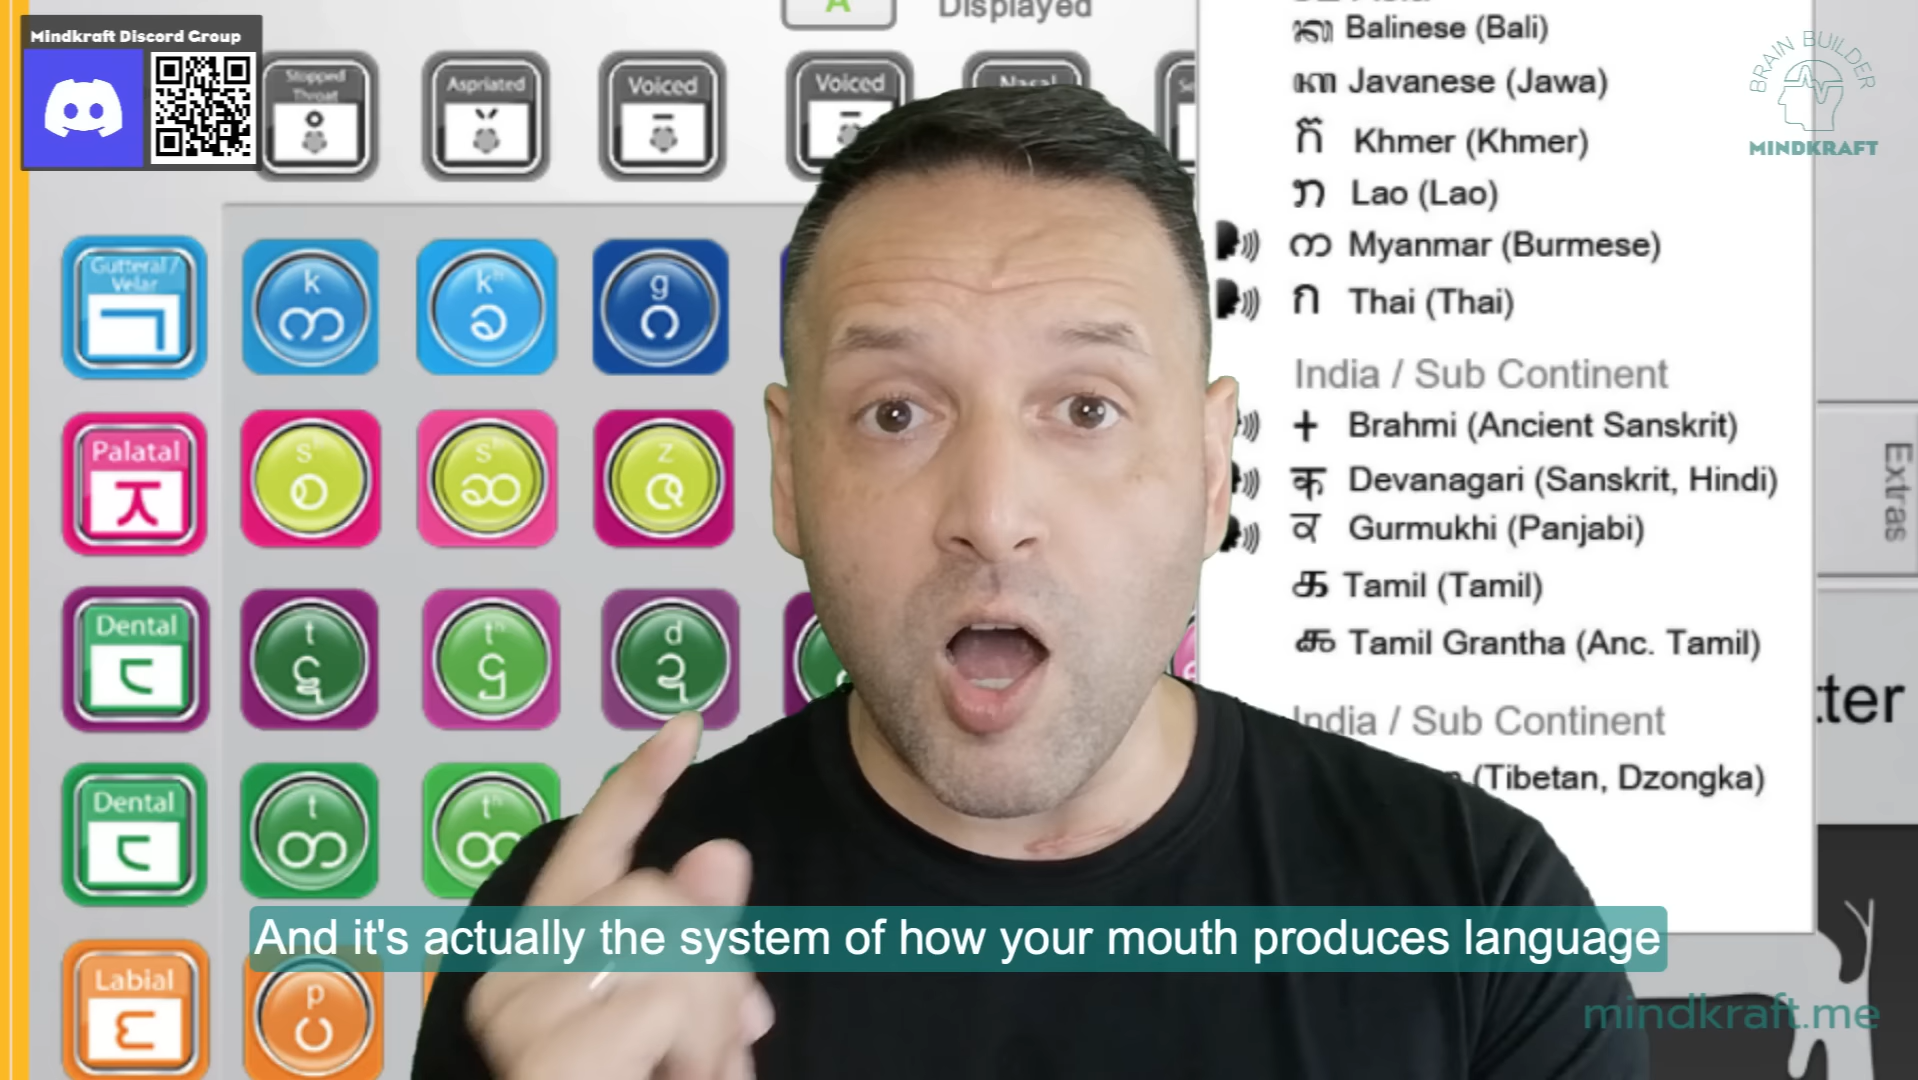 Mindkraft Discord Group
A
Displayed
Stopped Throat
Aspriated
Voiced
Voiced
Nasal
Gutteral / Velar
k
က
kʰ
ခ
g
ဂ
Palatal
s
စ
sʰ
ဆ
z
ဇ
Dental
t
ဋ
tʰ
ဌ
d
ဍ
Dental
t
တ
tʰ
ထ
Labial
p
ပ
Balinese (Bali)
ꦏ Javanese (Jawa)
ក Khmer (Khmer)
ກ Lao (Lao)
က Myanmar (Burmese)
ก Thai (Thai)
India / Sub Continent
𑀓 Brahmi (Ancient Sanskrit)
क Devanagari (Sanskrit, Hindi)
ਕ Gurmukhi (Panjabi)
க Tamil (Tamil)
Tamil Grantha (Anc. Tamil)
India / Sub Continent
(Tibetan, Dzongka)
BRAIN BUILDER
MINDKRAFT
Extras
tter
And it's actually the system of how your mouth produces language
mindkraft.me